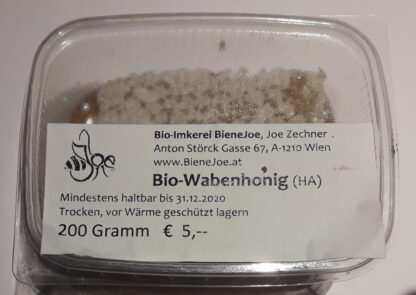 Joe
Bio-Imkerei BieneJoe, Joe Zechner .
Anton Störck Gasse 67, A-1210 Wien
www.BieneJoe.at
Bio-Wabenhonig (HA)
Mindestens haltbar bis 31.12.2020
Trocken, vor Wärme geschützt lagern
200 Gramm € 5,--